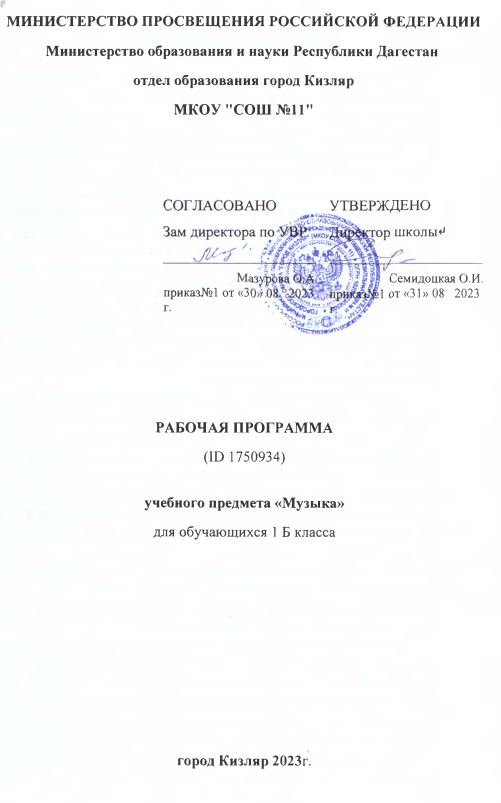 МИНИСТЕРСТВО ПРОСВЕЩЕНИЯ РОССИЙСКОЙ ФЕДЕРАЦИИ
Министерство образования и науки Республики Дагестан
отдел образования город Кизляр
МКОУ "СОШ №11"
СОГЛАСОВАНО УТВЕРЖДЕНО
Зам директора по УВР Директор школы↵
Мазурова О.А. Семидоцкая О.И.
приказ№1 от «30» 08 2023 приказ№1 от «31» 08 2023
г.
РАБОЧАЯ ПРОГРАММА
(ID 1750934)
учебного предмета «Музыка»
для обучающихся 1 Б класса
город Кизляр 2023г.